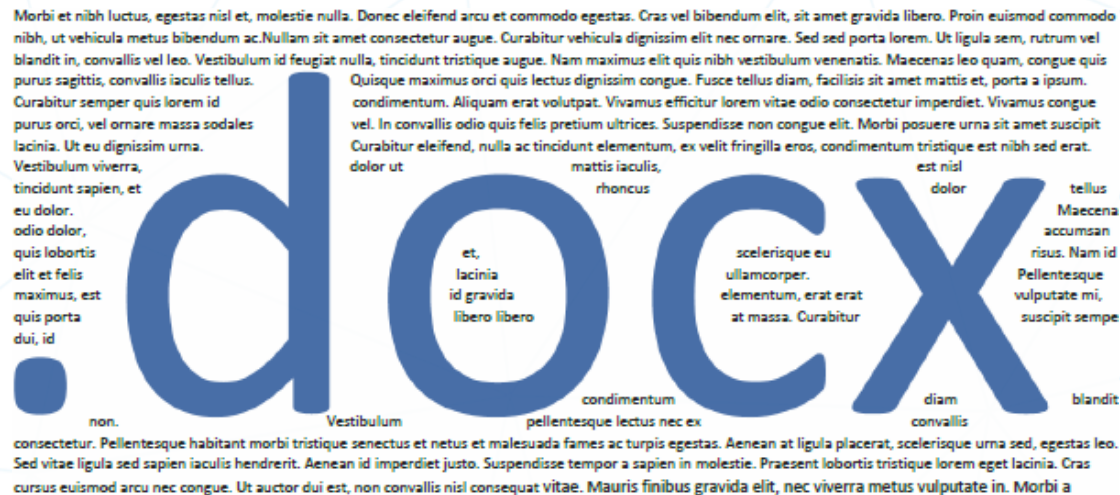 Morbi et nibh luctus, egestas nisl et, molestie nulla. Donec eleifend arcu et commodo egestas. Cras vel bibendum elit, sit amet gravida libero. Proin euismod commodo
nibh, ut vehicula metus bibendum ac.Nullam sit amet consectetur augue. Curabitur vehicula dignissim elit nec ornare. Sed sed porta lorem. Ut ligula sem, rutrum vel
blandit in, convallis vel leo. Vestibulum id feugiat nulla, tincidunt tristique augue. Nam maximus elit quis nibh vestibulum venenatis. Maecenas leo quam, congue quis
purus sagittis, convallis iaculis tellus. Quisque maximus orci quis lectus dignissim congue. Fusce tellus diam, facilisis sit amet mattis et, porta a ipsum.
Curabitur semper quis lorem id condimentum. Aliquam erat volutpat. Vivamus efficitur lorem vitae odio consectetur imperdiet. Vivamus congue
purus orci, vel ornare massa sodales vel. In convallis odio quis felis pretium ultrices. Suspendisse non congue elit. Morbi posuere urna sit amet suscipit
lacinia. Ut eu dignissim urna. Curabitur eleifend, nulla ac tincidunt elementum, ex velit fringilla eros, condimentum tristique est nibh sed erat.
Vestibulum viverra, dolor ut mattis iaculis, est nisl
tincidunt sapien, et rhoncus dolor tellus
eu dolor. Maecena
odio dolor, accumsan
quis lobortis et, scelerisque eu risus. Nam id
elit et felis lacinia ullamcorper. Pellentesque
maximus, est id gravida elementum, erat erat vulputate mi,
quis porta libero libero at massa. Curabitur suscipit sempe
dui, id
.docx
condimentum diam blandit
non. Vestibulum pellentesque lectus nec ex convallis
consectetur. Pellentesque habitant morbi tristique senectus et netus et malesuada fames ac turpis egestas. Aenean at ligula placerat, scelerisque urna sed, egestas leo.
Sed vitae ligula sed sapien iaculis hendrerit. Aenean id imperdiet justo. Suspendisse tempor a sapien in molestie. Praesent lobortis tristique lorem eget lacinia. Cras
cursus euismod arcu nec congue. Ut auctor dui est, non convallis nisl consequat vitae. Mauris finibus gravida elit, nec viverra metus vulputate in. Morbi a